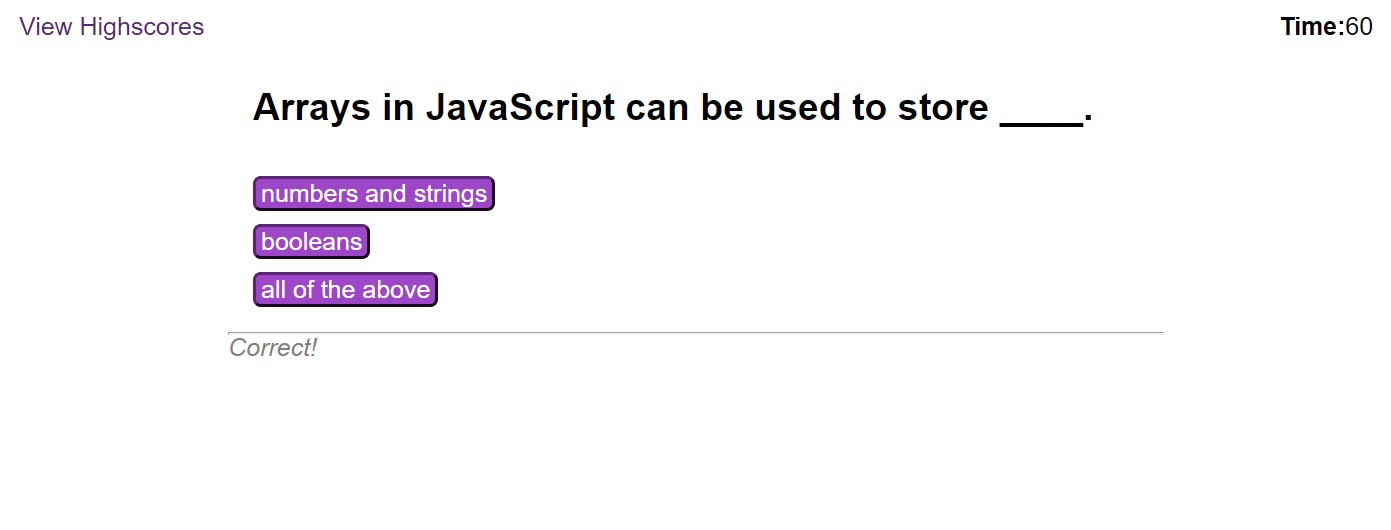 View Highscores
Time:60
Arrays in JavaScript can be used to store ____.
numbers and strings
booleans
all of the above
Correct!